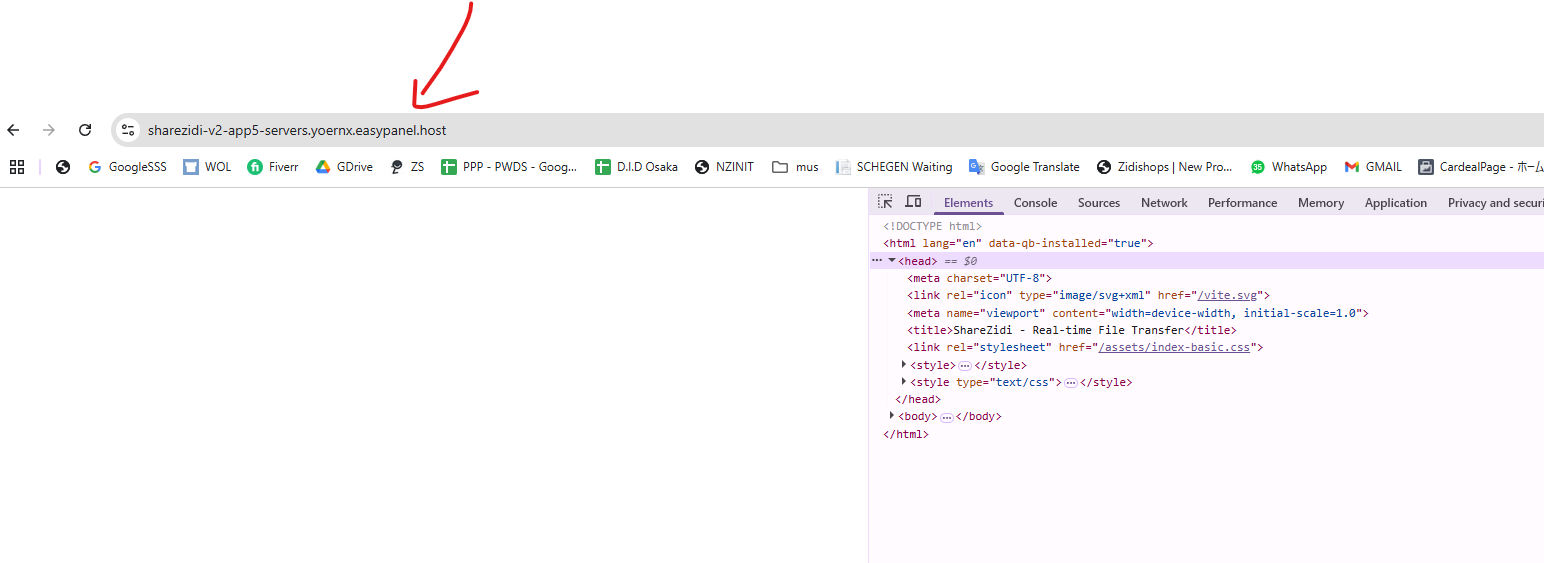 sharezidi-v2-app5-servers.yoernx.easypanel.host
GoogleSSS WOL Fiverr GDrive ZS PPP - PWDS - Goog... D.I.D Osaka NZINIT mus SCHEGEN Waiting Google Translate Zidishops | New Pro... 35 WhatsApp GMAIL CardealPage - ホーム
Elements Console Sources Network Performance Memory Application Privacy and securi
<!DOCTYPE html>
<html lang="en" data-qb-installed="true">
··· <head> == $0
<meta charset="UTF-8">
<link rel="icon" type="image/svg+xml" href="/vite.svg">
<meta name="viewport" content="width=device-width, initial-scale=1.0">
<title>ShareZidi - Real-time File Transfer</title>
<link rel="stylesheet" href="/assets/index-basic.css">
<style>···</style>
<style type="text/css">···</style>
</head>
<body>···</body>
</html>